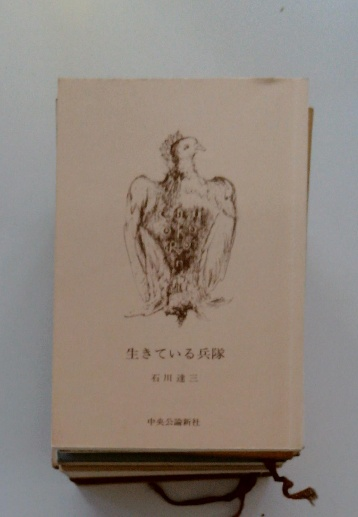 生きている兵隊
石川達三
中央公論新社